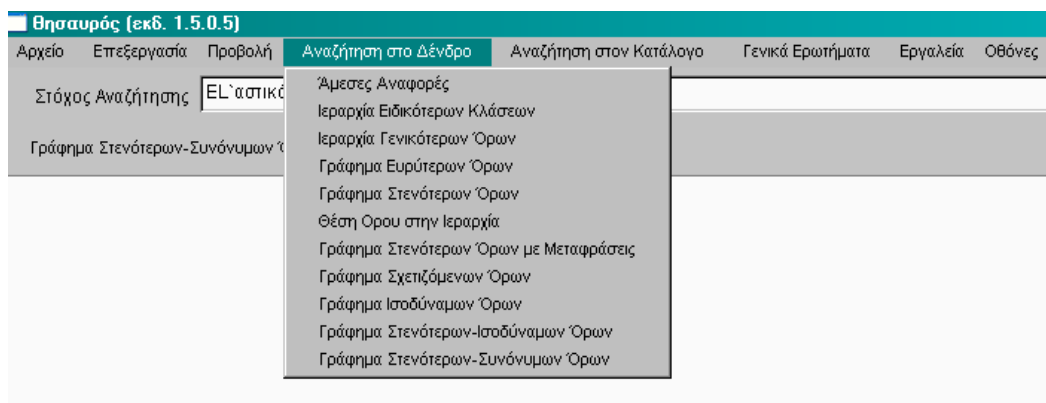 Θησαυρός (εκδ. 1.5.0.5)
Αρχείο Επεξεργασία Προβολή Αναζήτηση στο Δένδρο Αναζήτηση στον Κατάλογο Γενικά Ερωτήματα Εργαλεία Οθόνες
Στόχος Αναζήτησης EL`αστικό
Γράφημα Στενότερων-Συνόνυμων
Άμεσες Αναφορές
Ιεραρχία Ειδικότερων Κλάσεων
Ιεραρχία Γενικότερων Όρων
Γράφημα Ευρύτερων Όρων
Γράφημα Στενότερων Όρων
Θέση Ορου στην Ιεραρχία
Γράφημα Στενότερων Όρων με Μεταφράσεις
Γράφημα Σχετιζόμενων Όρων
Γράφημα Ισοδύναμων Όρων
Γράφημα Στενότερων-Ισοδύναμων Όρων
Γράφημα Στενότερων-Συνόνυμων Όρων